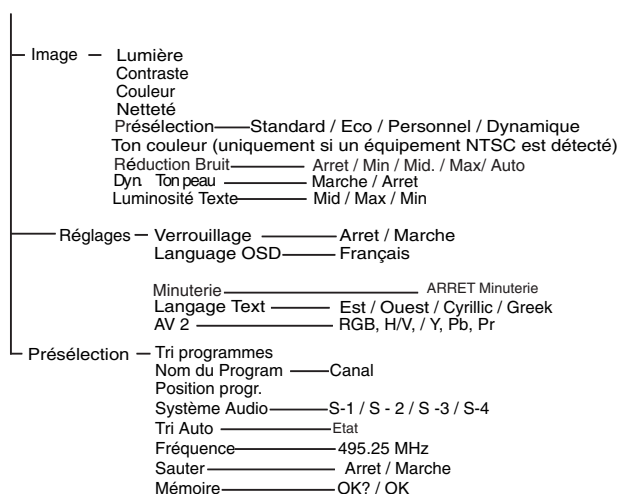 Image Lumière
Contraste
Couleur
Netteté
Présélection Standard / Eco / Personnel / Dynamique
Ton couleur (uniquement si un équipement NTSC est détecté)
Réduction Bruit Arret / Min / Mid. / Max/ Auto
Dyn. Ton peau Marche / Arret
Luminosité Texte Mid / Max / Min
Réglages Verrouillage Arret / Marche
Language OSD Français
Minuterie ARRET Minuterie
Langage Text Est / Ouest / Cyrillic / Greek
AV 2 RGB, H/V, / Y, Pb, Pr
Présélection Tri programmes
Nom du Program Canal
Position progr.
Système Audio S-1 / S - 2 / S -3 / S-4
Tri Auto Etat
Fréquence 495.25 MHz
Sauter Arret / Marche
Mémoire OK? / OK